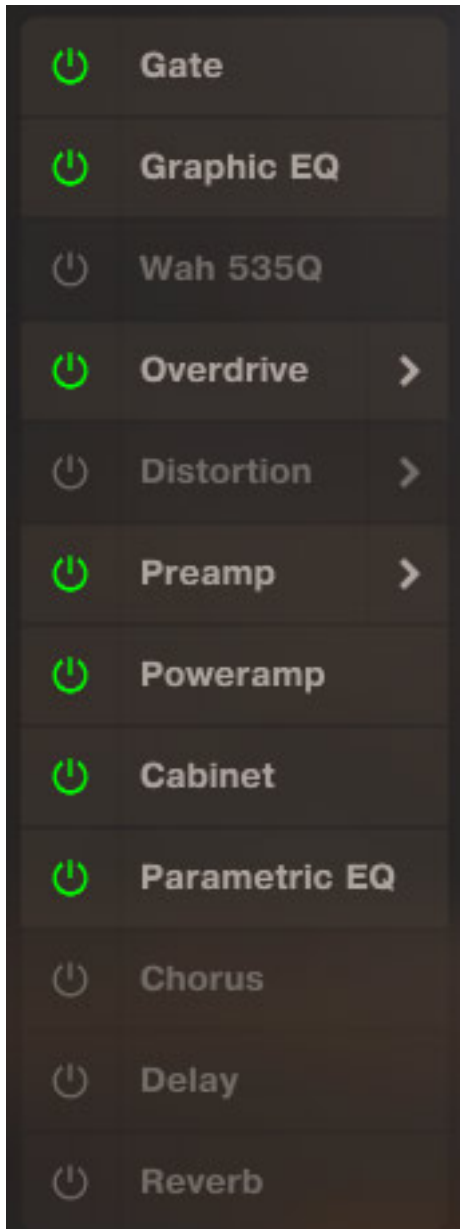 Gate
Graphic EQ
Wah 535Q
Overdrive
Distortion
Preamp
Poweramp
Cabinet
Parametric EQ
Chorus
Delay
Reverb